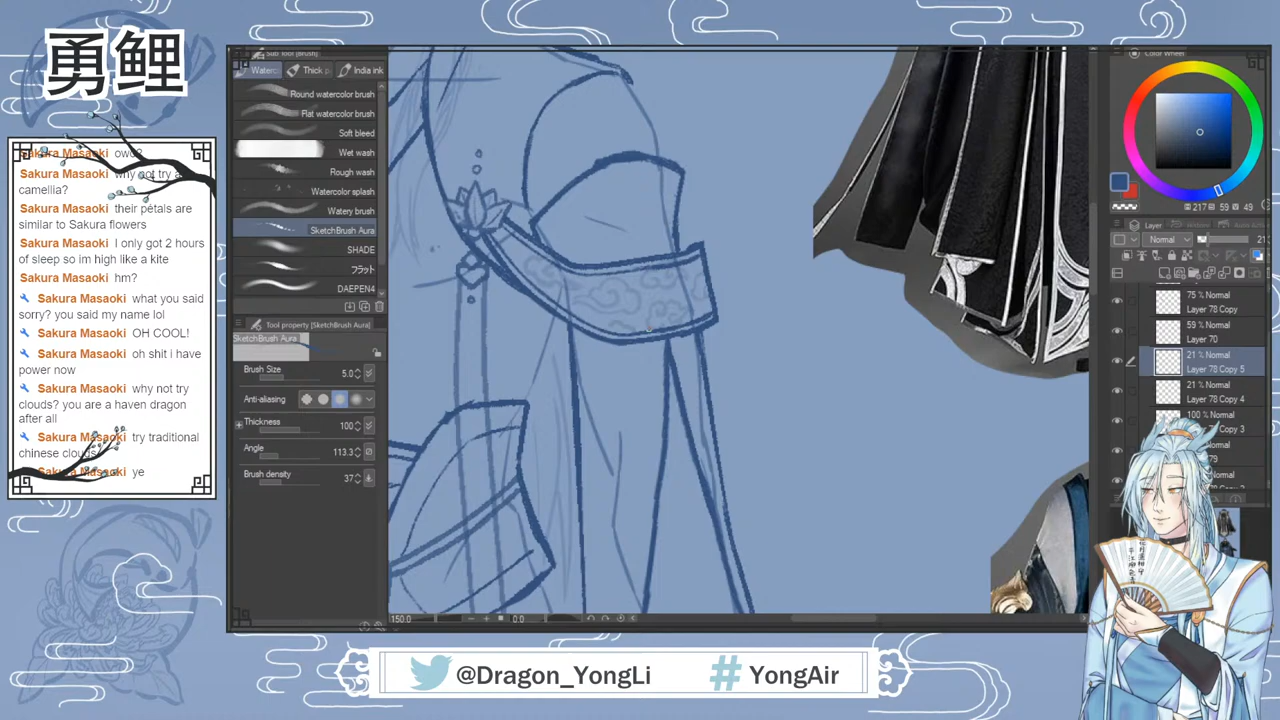 勇鲤
Sakura Masaoki owo?
Sakura Masaoki why not try a
camellia?
Sakura Masaoki their petals are
similar to Sakura flowers
Sakura Masaoki I only got 2 hours
of sleep so im high like a kite
Sakura Masaoki hm?
Sakura Masaoki what you said
sorry? you said my name lol
Sakura Masaoki OH COOL!
Sakura Masaoki oh shit i have
power now
Sakura Masaoki why not try
clouds? you are a haven dragon
after all
Sakura Masaoki try traditional
chinese clouds
Sakura Masaoki ye
Sub Tool [Brush]
Waterc
Thick p
India ink
Round watercolor brush
Flat watercolor brush
Soft bleed
Wet wash
Rough wash
Watercolor splash
Watery brush
SketchBrush Aura
SHADE
フラット
DAEPEN4
Tool property [SketchBrush Aura]
SketchBrush Aura
Brush Size 5.0
Anti-aliasing
Thickness 100
Angle 113.3
Brush density 37
150.0
0.0
Color Wheel
217 59 49
Layer
Normal 21
75 % Normal
Layer 78 Copy
59 % Normal
Layer 70
21 % Normal
Layer 78 Copy 5
21 % Normal
Layer 78 Copy 4
100 % Normal
@Dragon_YongLi
# YongAir